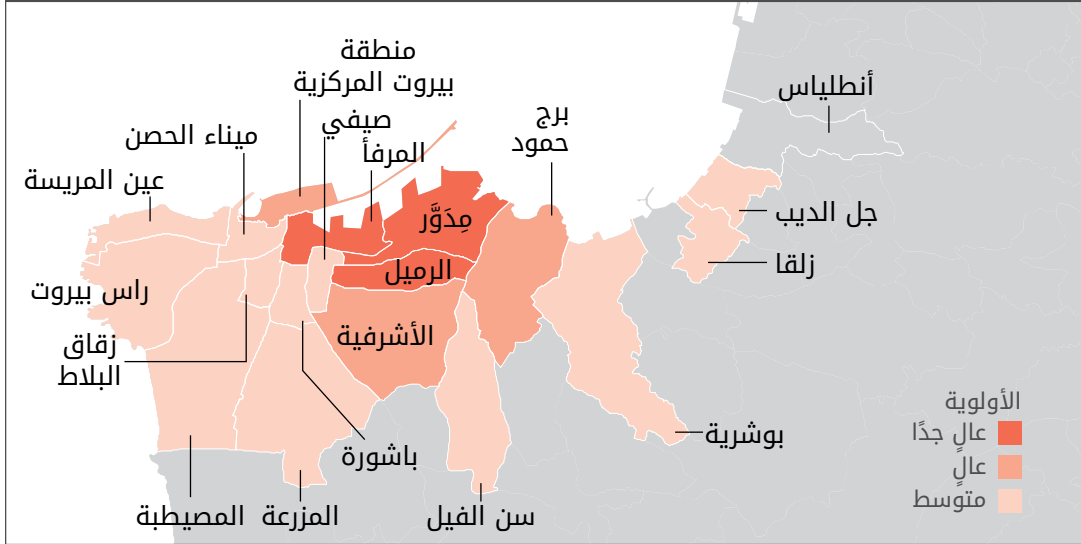 منطقة
بيروت المركزية
صيفي
المرفأ
ميناء الحصن
عين المريسة
برج
حمود
أنطلياس
جل الديب
زلقا
مِدَوَّر
الرميل
الأشرفية
راس بيروت
زقاق
البلاط
باشورة
المصيطبة
المزرعة
سن الفيل
بوشرية
الأولوية
عالٍ جدًا
عالٍ
متوسط